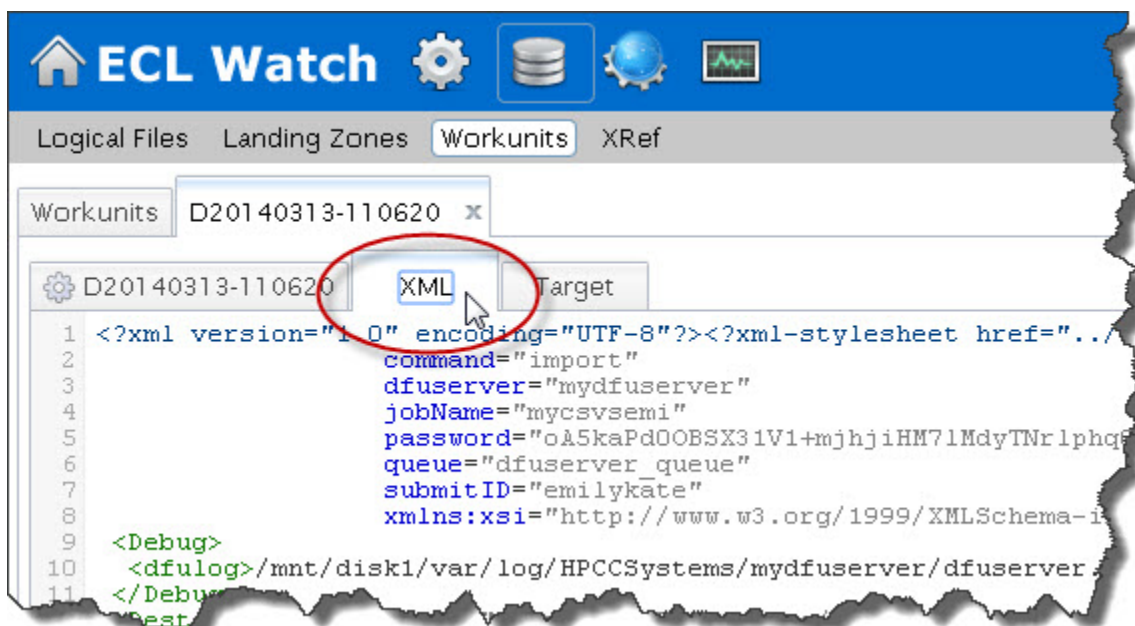 ECL Watch
Logical Files Landing Zones Workunits XRef
Workunits D20140313-110620 x
D20140313-110620 XML Target
1 <?xml version="1.0" encoding="UTF-8"?><?xml-stylesheet href="../
2 command="import"
3 dfuserver="mydfuserver"
4 jobName="mycsvsemi"
5 
6 queue="dfuserver_queue"
7 submitID="emilykate"
8 xmlns:xsi="http://www.w3.org/1999/XMLSchema-i
9 <Debug>
10 <dfulog>/mnt/disk1/var/log/HPCCSystems/mydfuserver/dfuserver.
11 </Debug